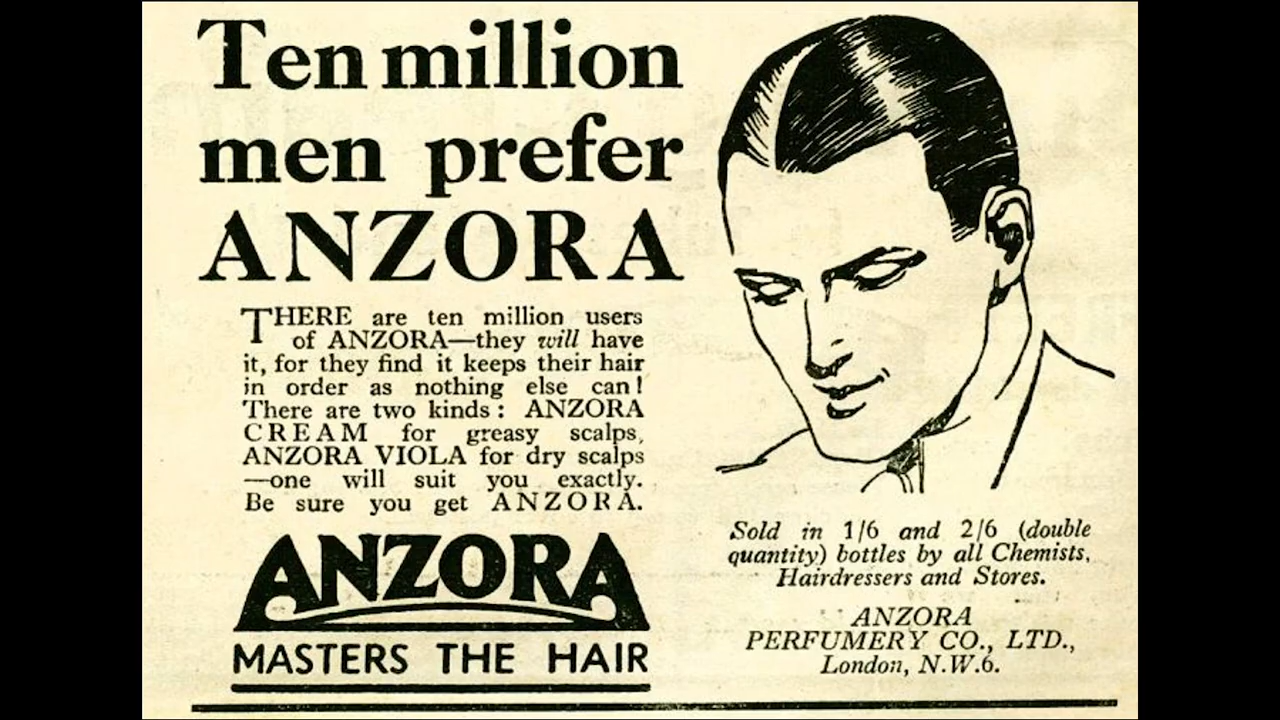 Ten million
men prefer
ANZORA
THERE are ten million users
of ANZORA—they will have
it, for they find it keeps their hair
in order as nothing else can!
There are two kinds: ANZORA
CREAM for greasy scalps,
ANZORA VIOLA for dry scalps
—one will suit you exactly.
Be sure you get ANZORA.
ANZORA
MASTERS THE HAIR
Sold in 1/6 and 2/6 (double
quantity) bottles by all Chemists,
Hairdressers and Stores.
ANZORA
PERFUMERY CO., LTD.,
London, N.W.6.